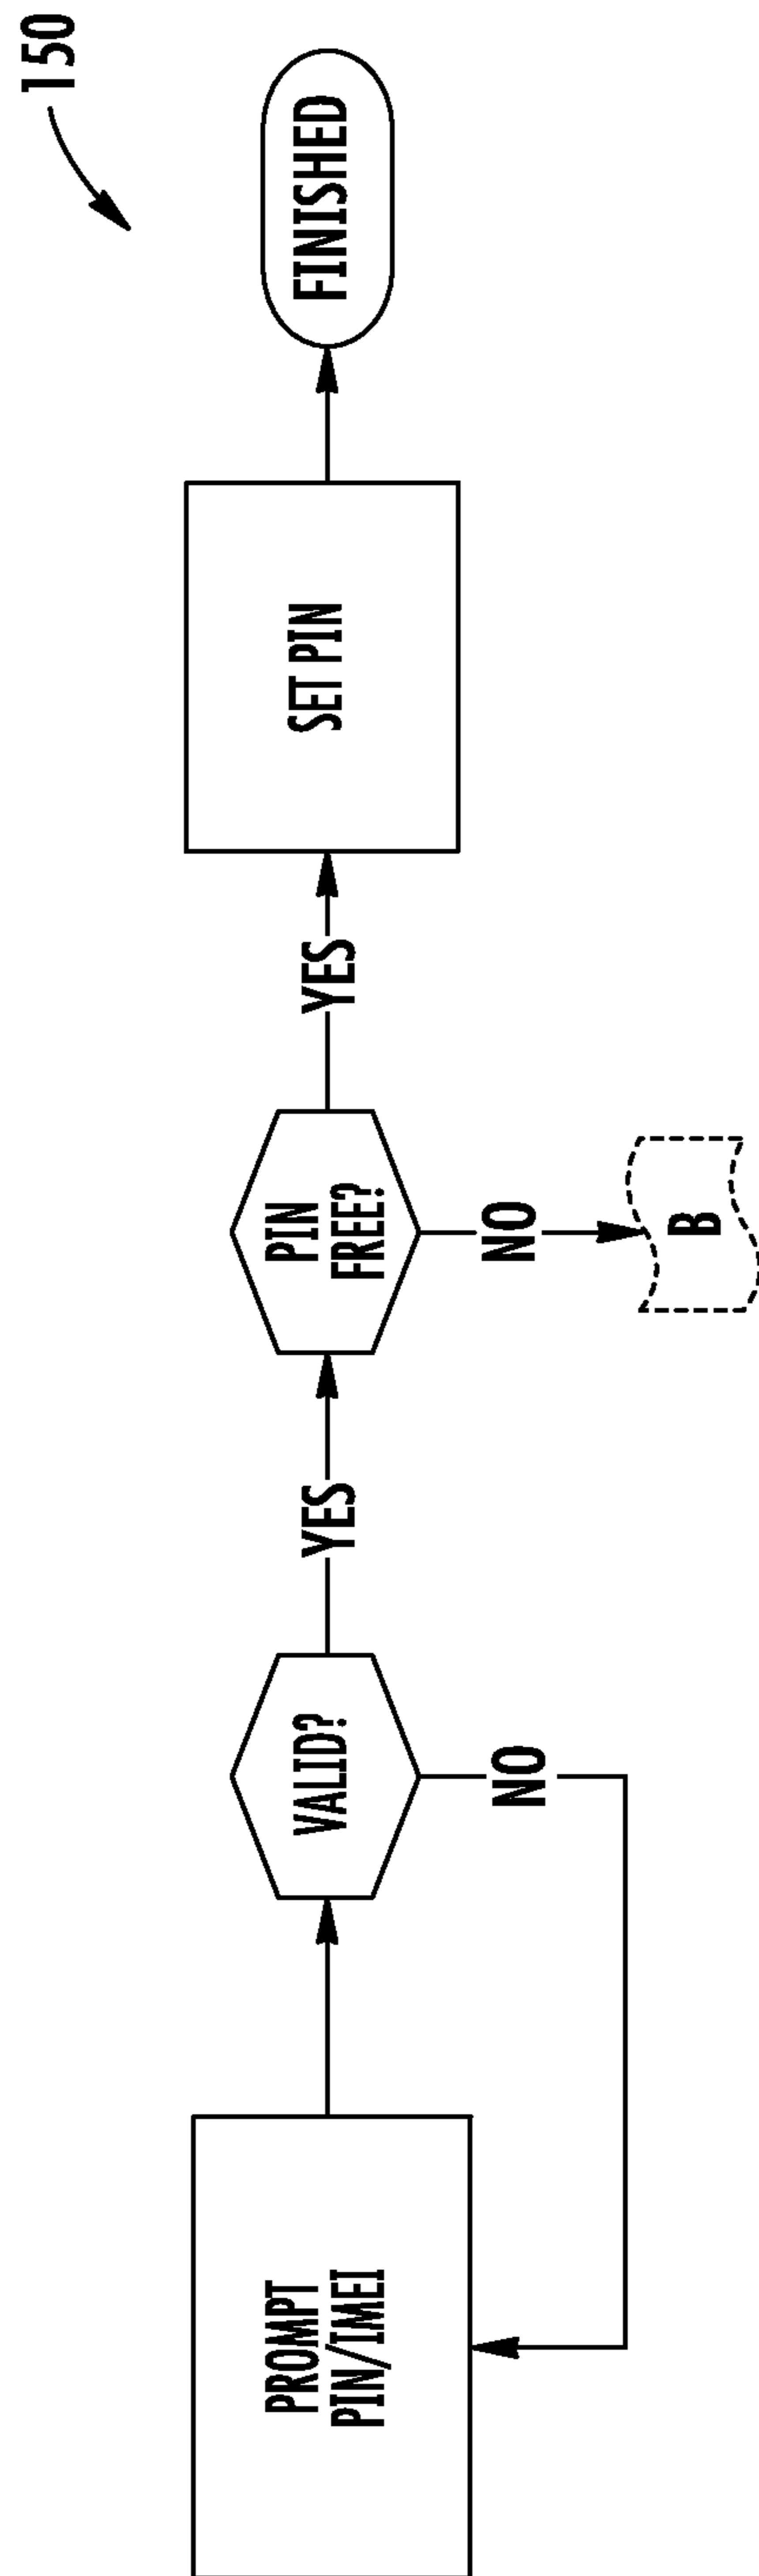 150
PROMPT
PIN/IMEI
VALID?
YES
NO
PIN
FREE?
YES
NO
B
SET PIN
FINISHED